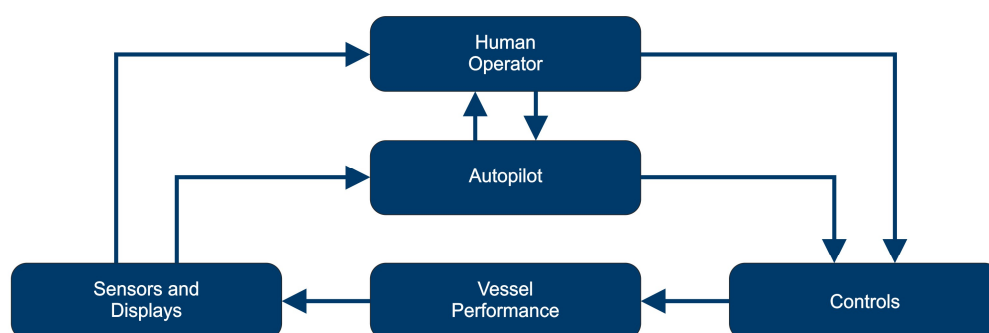 Human
Operator
Autopilot
Sensors and
Displays
Vessel
Performance
Controls